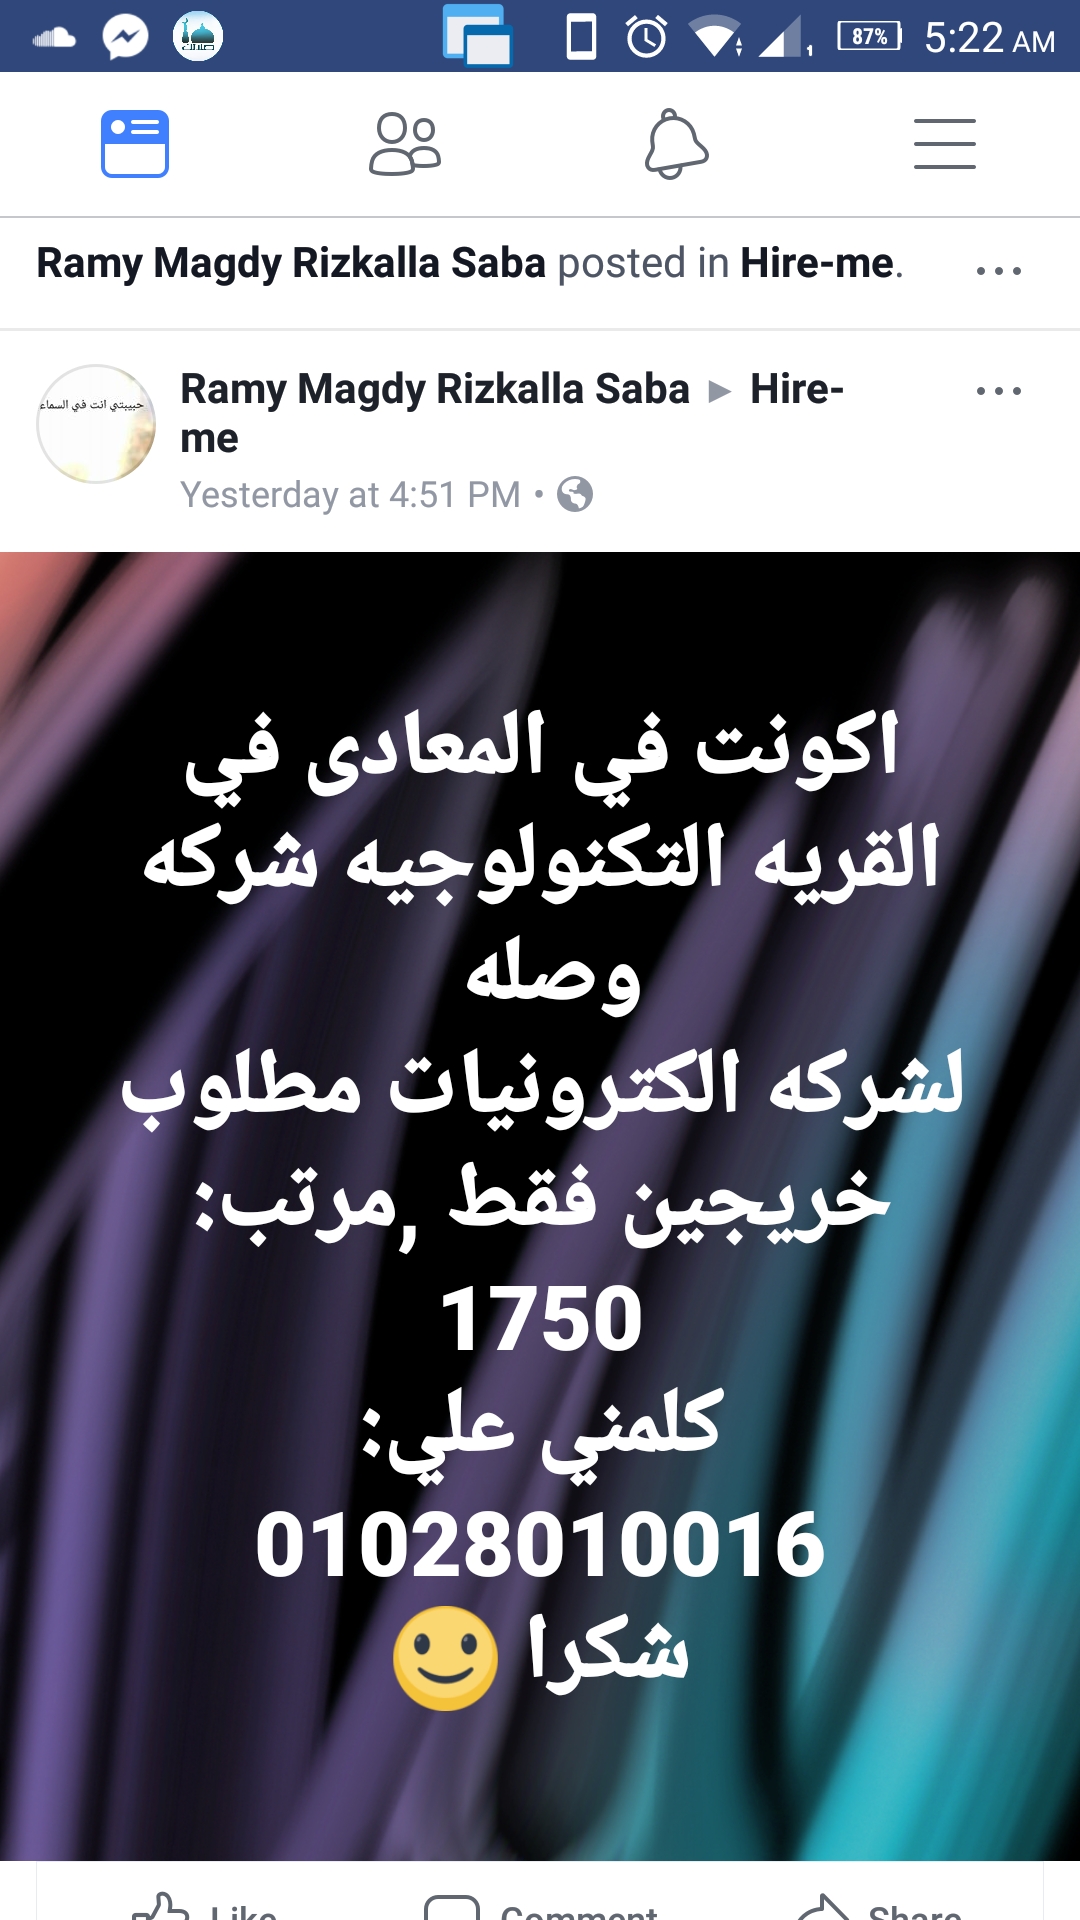 87% 5:22 AM
Ramy Magdy Rizkalla Saba posted in Hire-me.
حبيبتي انت في السماء
Ramy Magdy Rizkalla Saba ▸ Hire-
me
Yesterday at 4:51 PM •
اكونت في المعادى في
القريه التكنولوجيه شركه
وصله
لشركه الكترونيات مطلوب
خريجين فقط ,مرتب:
1750
كلمني علي:
01028010016
شكرا 🙂
Like Comment Share